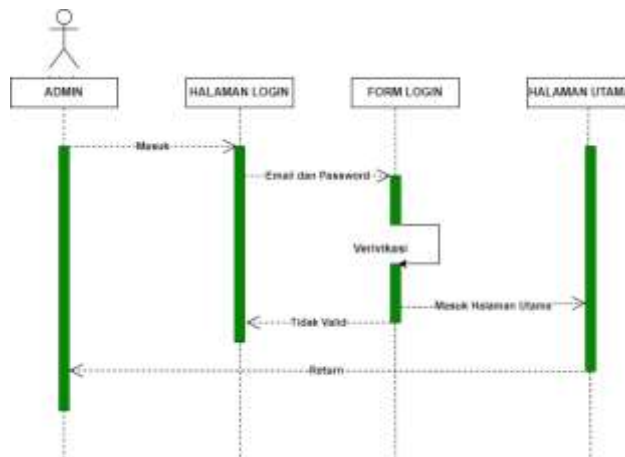 ADMIN
HALAMAN LOGIN
FORM LOGIN
HALAMAN UTAMA
Masuk
Email dan Password
Verivikasi
Masuk Halaman Utama
Tidak Valid
Return